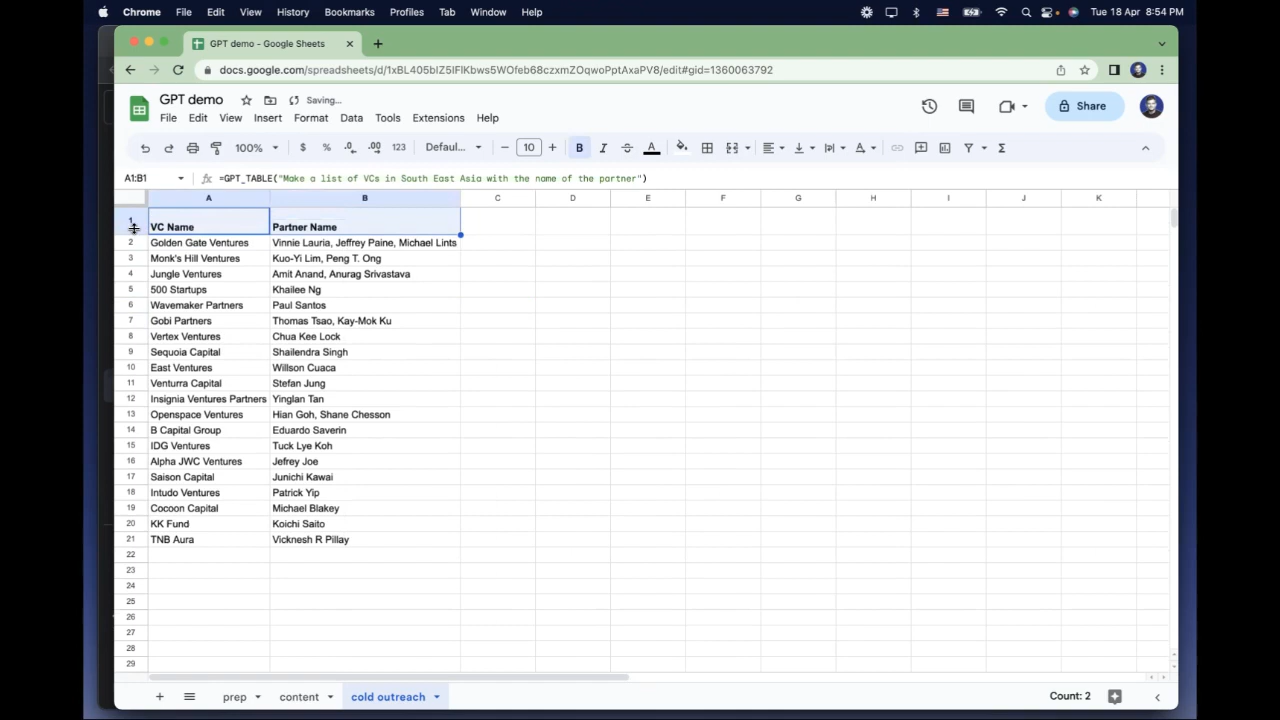 Chrome File Edit View History Bookmarks Profiles Tab Window Help Tue 18 Apr 8:54 PM
GPT demo - Google Sheets
docs.google.com/spreadsheets/d/1xBL405blZ5lFlKbws5WOfeb68czxmZOqwoPptAxaPV8/edit#gid=1360063792
GPT demo Saving...
File Edit View Insert Format Data Tools Extensions Help
Share
100% $ % .0 .00 123 Defaul... 10
A1:B1 =GPT_TABLE("Make a list of VCs in South East Asia with the name of the partner")
A B C D E F G H I J K
1 VC Name Partner Name
2 Golden Gate Ventures Vinnie Lauria, Jeffrey Paine, Michael Lints
3 Monk's Hill Ventures Kuo-Yi Lim, Peng T. Ong
4 Jungle Ventures Amit Anand, Anurag Srivastava
5 500 Startups Khailee Ng
6 Wavemaker Partners Paul Santos
7 Gobi Partners Thomas Tsao, Kay-Mok Ku
8 Vertex Ventures Chua Kee Lock
9 Sequoia Capital Shailendra Singh
10 East Ventures Willson Cuaca
11 Venturra Capital Stefan Jung
12 Insignia Ventures Partners Yinglan Tan
13 Openspace Ventures Hian Goh, Shane Chesson
14 B Capital Group Eduardo Saverin
15 IDG Ventures Tuck Lye Koh
16 Alpha JWC Ventures Jefrey Joe
17 Saison Capital Junichi Kawai
18 Intudo Ventures Patrick Yip
19 Cocoon Capital Michael Blakey
20 KK Fund Koichi Saito
21 TNB Aura Vicknesh R Pillay
22
23
24
25
26
27
28
29
prep content cold outreach Count: 2